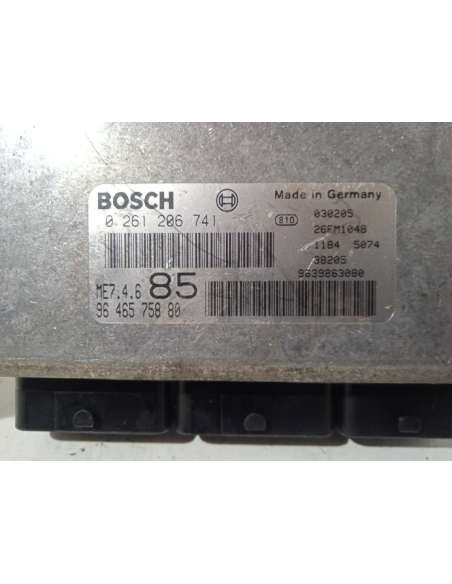 BOSCH
Made in Germany
0 261 206 741
810
030205
26FM1048
1184 5074
38205
9639863080
ME7.4.6
85
96 465 758 80